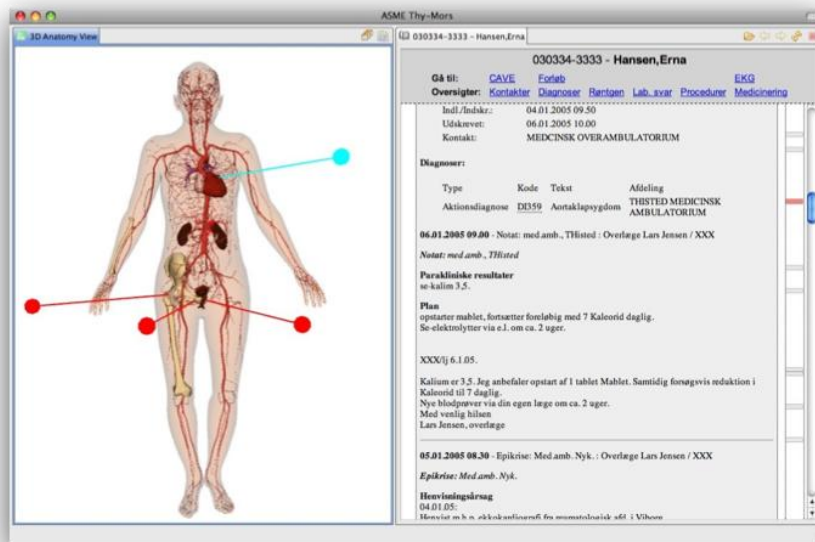 ASME Thy-Mors
3D Anatomy View
030334-3333 - Hansen,Erna
030334-3333 - Hansen,Erna
Gå til: CAVE Forløb EKG
Oversigter: Kontakter Diagnoser Røntgen Lab. svar Procedurer Medicinering
Indl./Indskr.: 04.01.2005 09.50
Udskrevet: 06.01.2005 10.00
Kontakt: MEDCINSK OVERAMBULATORIUM
Diagnoser:
Type Kode Tekst Afdeling
Aktionsdiagnose DI359 Aortaklapsygdom THISTED MEDICINSK
AMBULATORIUM
06.01.2005 09.00 - Notat: med.amb., THisted : Overlæge Lars Jensen / XXX
Notat: med.amb., THisted
Parakliniske resultater
se-kalim 3,5.
Plan
opstarter mablet, fortsætter foreløbig med 7 Kaleorid daglig.
Se-elektrolytter via e.l. om ca. 2 uger.
XXX/lj 6.1.05.
Kalium er 3,5. Jeg anbefaler opstart af 1 tablet Mablet. Samtidig forsøgsvis reduktion i
Kaleorid til 7 daglig.
Nye blodprøver via din egen læge om ca. 2 uger.
Med venlig hilsen
Lars Jensen, overlæge
05.01.2005 08.30 - Epikrise: Med.amb. Nyk. : Overlæge Lars Jensen / XXX
Epikrise: Med.amb. Nyk.
Henvisningsårsag
04.01.05:
Henvist m.h.p. ekkokardiografi fra reumatologisk afd. i Viborg